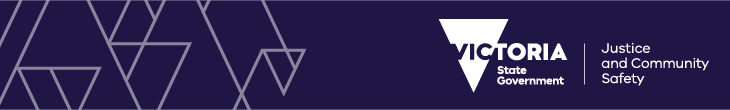 VICTORIA
State
Government
Justice
and Community
Safety